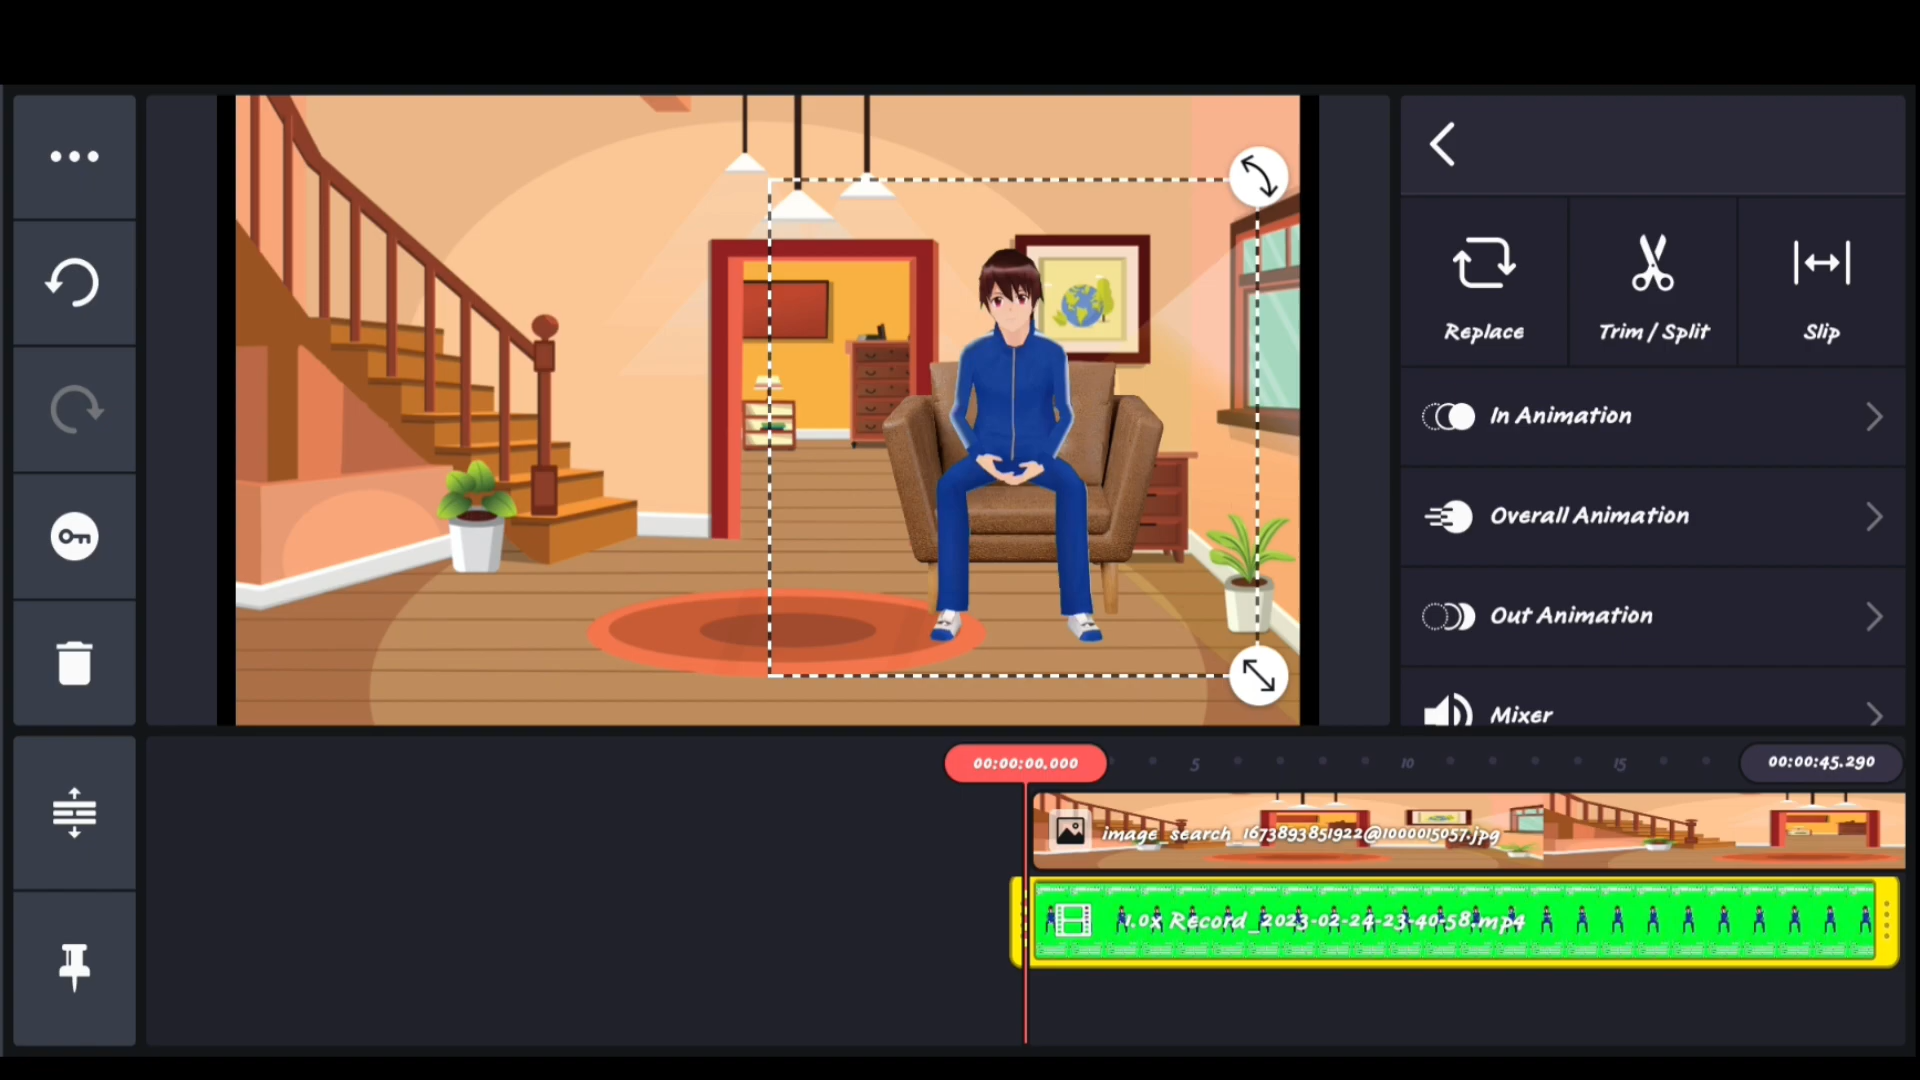 Replace
Trim / Split
Slip
In Animation
Overall Animation
Out Animation
Mixer
00:00:00.000
5
10
15
00:00:45.290
image_search_1673893851922@1000015057.jpg
1.0x Record_2023-02-24-23-40-58.mp4